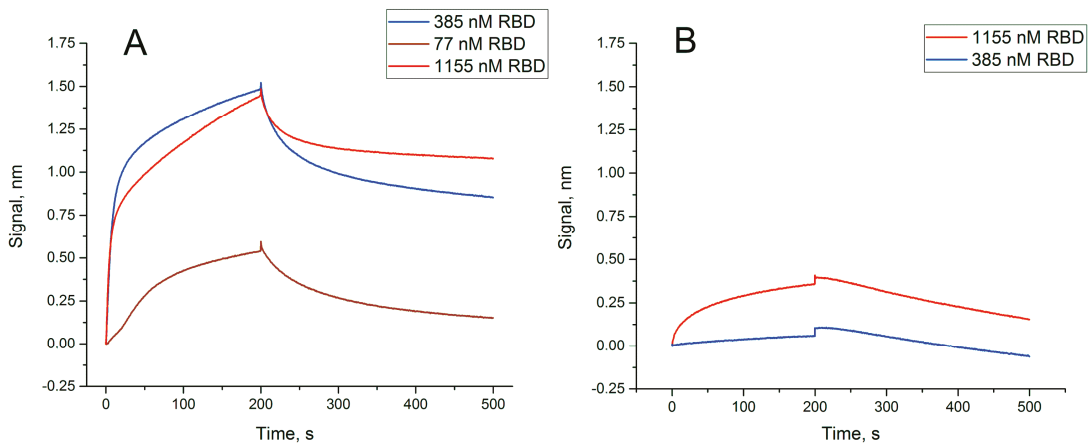 A
385 nM RBD
77 nM RBD
1155 nM RBD
1.75
1.50
1.25
1.00
0.75
0.50
0.25
0.00
-0.25
Signal, nm
0 100 200 300 400 500
Time, s
B
1155 nM RBD
385 nM RBD
1.75
1.50
1.25
1.00
0.75
0.50
0.25
0.00
-0.25
Signal, nm
0 100 200 300 400 500
Time, s